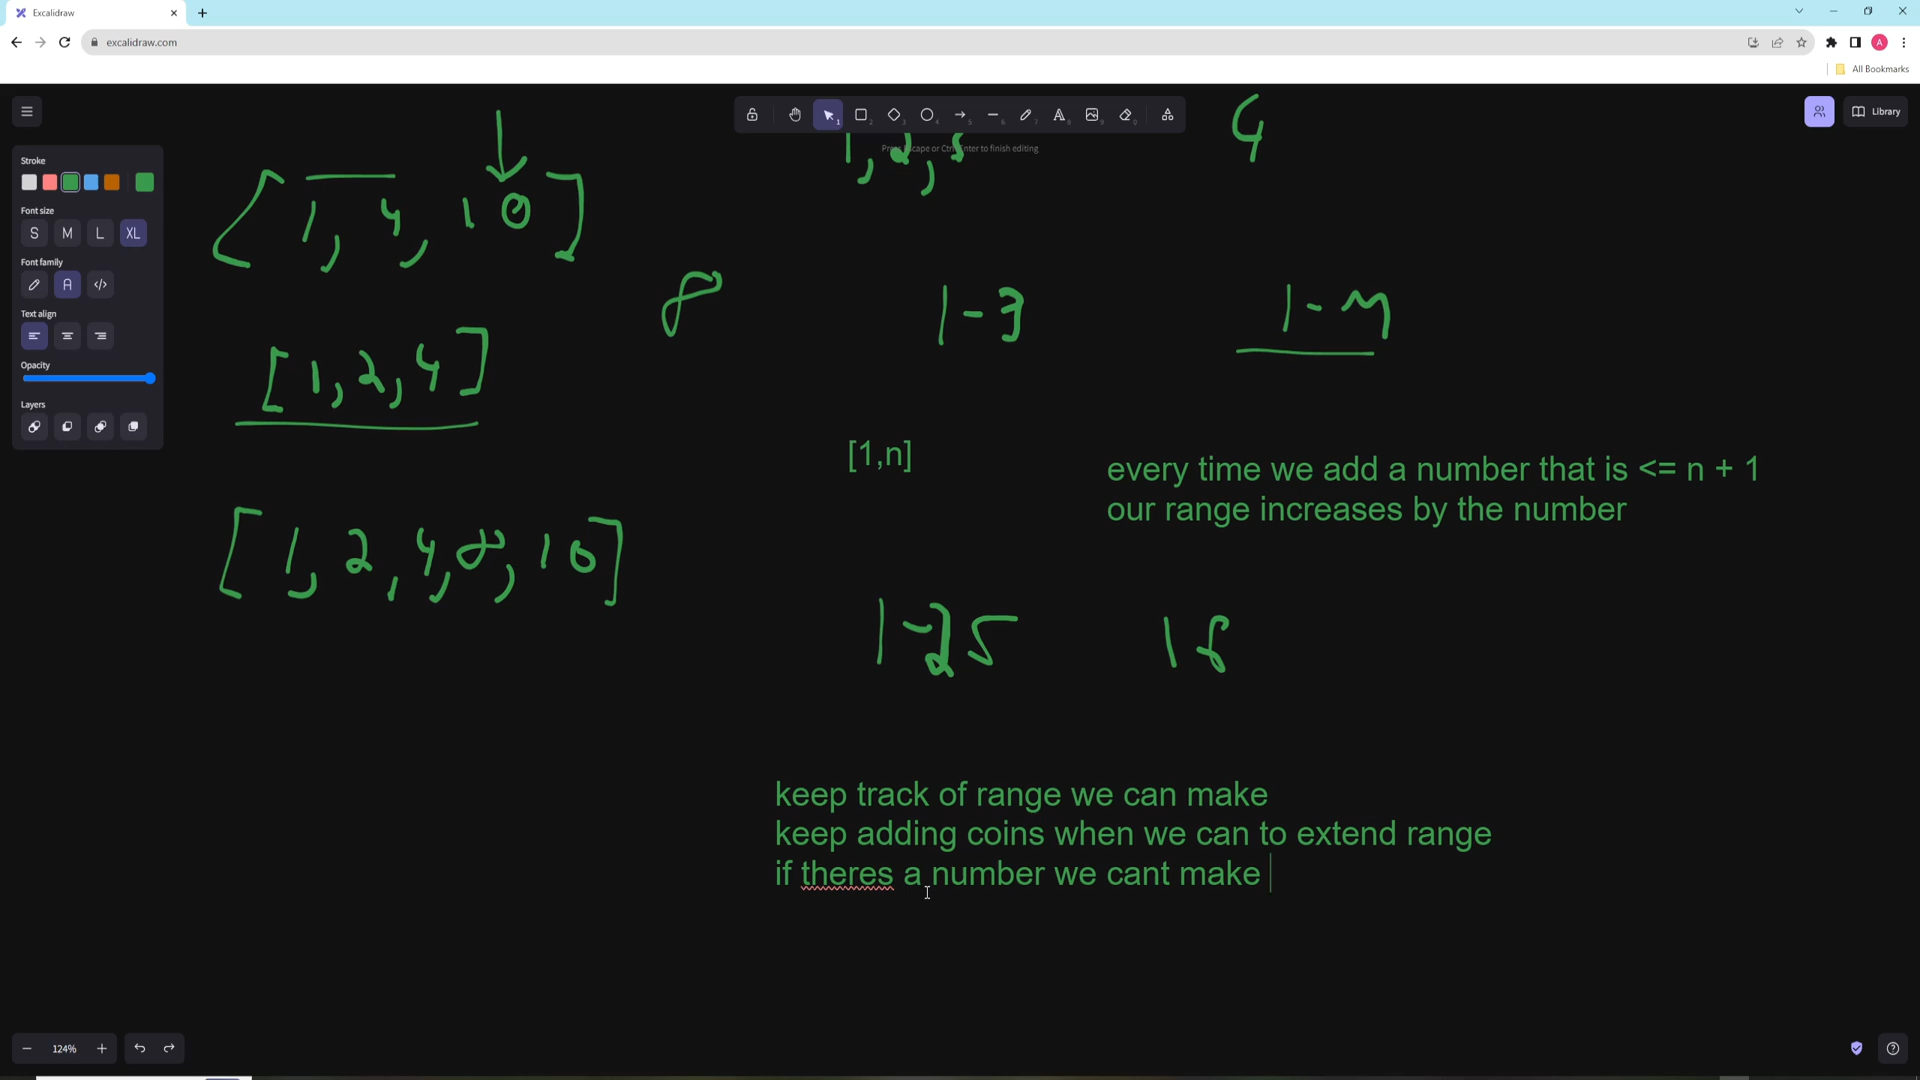 Excalidraw
excalidraw.com
All Bookmarks
Library
Stroke
Font size
S M L XL
Font family
Text align
Opacity
Layers
[1, 4, 10]
[1, 2, 4]
[1, 2, 4, 8, 10]
8
4
1-3
[1,n]
every time we add a number that is <= n + 1
our range increases by the number
1-25
18
keep track of range we can make
keep adding coins when we can to extend range
if theres a number we cant make
124%